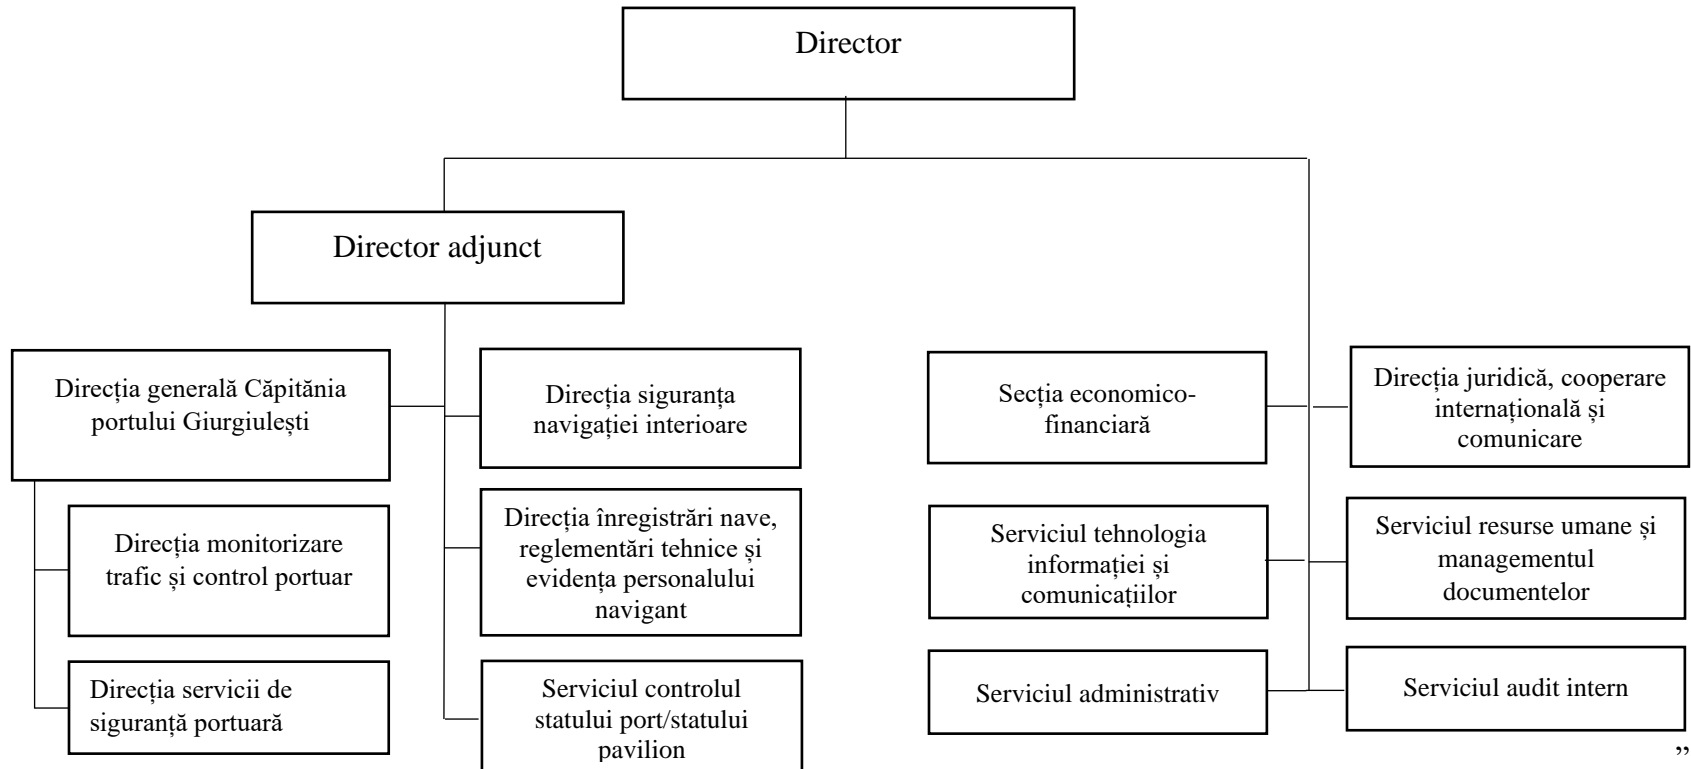 Director
Director adjunct
Direcția generală Căpitănia
portului Giurgiulești
Direcția monitorizare
trafic și control portuar
Direcția servicii de
siguranță portuară
Direcția siguranța
navigației interioare
Direcția înregistrări nave,
reglementări tehnice și
evidența personalului
navigant
Serviciul controlul
statului port/statului
pavilion
Secția economico-
financiară
Serviciul tehnologia
informației și
comunicațiilor
Serviciul administrativ
Direcția juridică, cooperare
internațională și
comunicare
Serviciul resurse umane și
managementul
documentelor
Serviciul audit intern
”